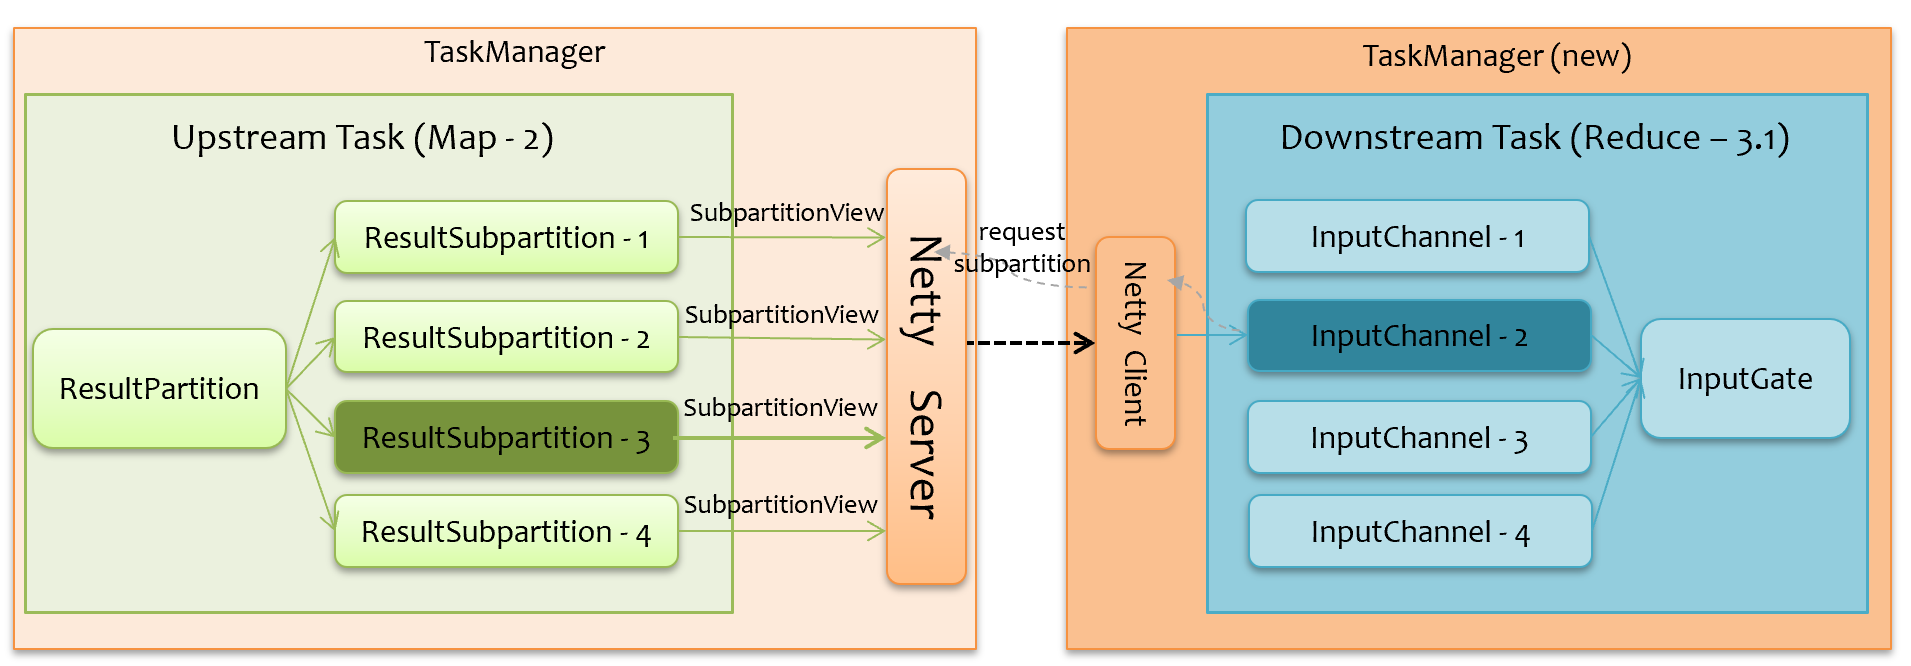 TaskManager
Upstream Task (Map - 2)
ResultPartition
ResultSubpartition - 1
ResultSubpartition - 2
ResultSubpartition - 3
ResultSubpartition - 4
SubpartitionView
SubpartitionView
SubpartitionView
SubpartitionView
Netty Server
request
subpartition
TaskManager (new)
Netty Client
Downstream Task (Reduce – 3.1)
InputChannel - 1
InputChannel - 2
InputChannel - 3
InputChannel - 4
InputGate